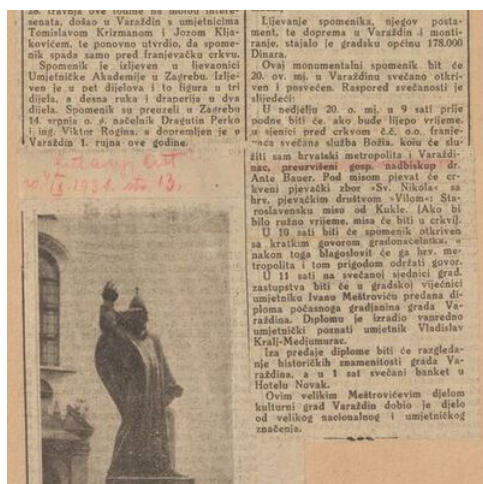 28. travnja ove godine na molbu intere-
senata, došao u Varaždin s umjetnicima
Tomislavom Krizmanom i Jozom Klja-
kovićem, te ponovno utvrdio, da spome-
nik spada samo pred franjevačku crkvu.
Spomenik je izljeven u ljevaonici
Umjetničke Akademije u Zagrebu. Izlje-
ven je u pet dijelova i to figura u tri
dijela, a desna ruka i draperija u dva
dijela. Spomenik su preuzeli u Zagrebu
14. srpnja o. g. načelnik Dragutin Perko
i ing. Viktor Rogina, a dopremljen je u
Varaždin 1. rujna ove godine.
1931. str. 13.
Lijevanje spomenika, njegov posta-
ment, te doprema u Varaždin i monti-
ranje, stajalo je gradsku općinu 178.000
Dinara.
Ovaj monumentalni spomenik bit će
20. ov. mj. u Varaždinu svečano otkri-
ven i posvećen. Raspored svečanosti je
slijedeći:
U nedjelju 20. o. mj. u 9 sati prije
podne biti će, ako bude lijepo vrijeme,
u sjenici pred crkvom č.č. o.o. franje-
vaca svečana služba Božja, koju će slu-
žiti sam hrvatski metropolita i Varaždi-
nac, preuzvišeni gosp. nadbiskup dr.
Ante Bauer. Pod misom pjevat će cr-
kveni pjevački zbor »Sv. Nikola« sa
hrv. pjevačkim društvom »Vilom«: Sta-
roslavensku misu od Kukle. (Ako bi
bilo ružno vrijeme, misa će biti u crkvi).
U 10 sati bit će spomenik otkriven
sa kratkim govorom gradonačelnika, a
nakon toga blagoslovit će ga hrv. me-
tropolita i tom prigodom održati govor.
U 11 sati na svečanoj sjednici grad.
zastupstva biti će u gradskoj vijećnici
umjetniku Ivanu Meštroviću predana di-
ploma počasnoga gradjanina grada Va-
raždina. Diplomu je izradio vanredno
umjetnički poznati umjetnik Vladislav
Kralj-Medjumurac.
Iza predaje diplome biti će razgleda-
nje historičkih znamenitosti grada Va-
raždina, a u 1 sat svečani banket u
Hotelu Novak.
Ovim velikim Meštrovićevim djelom
kulturni grad Varaždin dobio je djelo
od velikog nacionalnog i umjetničkog
značenja.